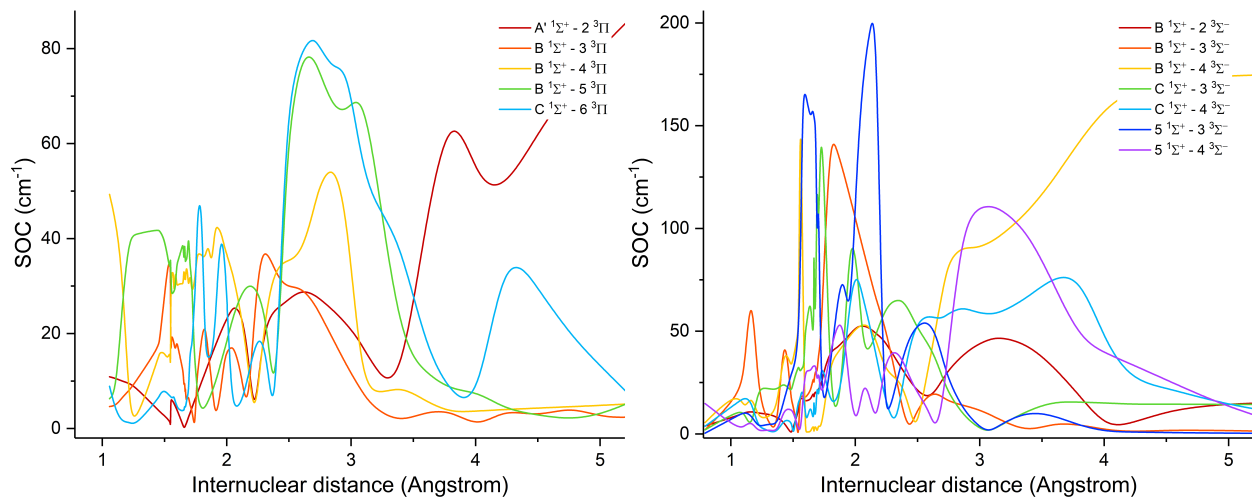 A' ¹Σ⁺ - 2 ³Π
B ¹Σ⁺ - 3 ³Π
B ¹Σ⁺ - 4 ³Π
B ¹Σ⁺ - 5 ³Π
C ¹Σ⁺ - 6 ³Π
80
60
40
20
0
SOC (cm⁻¹)
1
2
3
4
5
Internuclear distance (Angstrom)
B ¹Σ⁺ - 2 ³Σ⁻
B ¹Σ⁺ - 3 ³Σ⁻
B ¹Σ⁺ - 4 ³Σ⁻
C ¹Σ⁺ - 3 ³Σ⁻
C ¹Σ⁺ - 4 ³Σ⁻
5 ¹Σ⁺ - 3 ³Σ⁻
5 ¹Σ⁺ - 4 ³Σ⁻
200
150
100
50
0
SOC (cm⁻¹)
1
2
3
4
5
Internuclear distance (Angstrom)